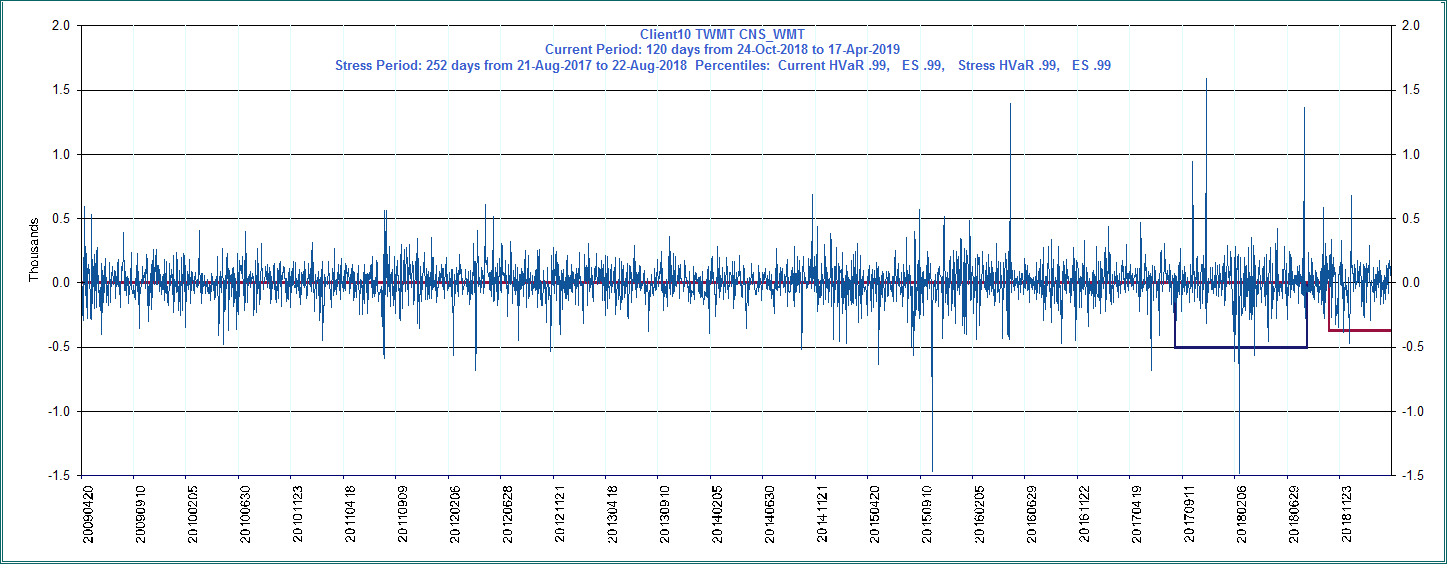 Client10 TWMT CNS_WMT
Current Period: 120 days from 24-Oct-2018 to 17-Apr-2019
Stress Period: 252 days from 21-Aug-2017 to 22-Aug-2018 Percentiles: Current HVaR .99, ES .99, Stress HVaR .99, ES .99
2.0 2.0
1.5 1.5
1.0 1.0
0.5 0.5
Thousands
0.0 0.0
-0.5 -0.5
-1.0 -1.0
-1.5 -1.5
20090420 20090910 20100205 20100630 20101123 20110418 20110909 20120206 20120628 20121121 20130418 20130910 20140205 20140630 20141121 20150420 20150910 20160205 20160629 20161122 20170419 20170911 20180206 20180629 20181123